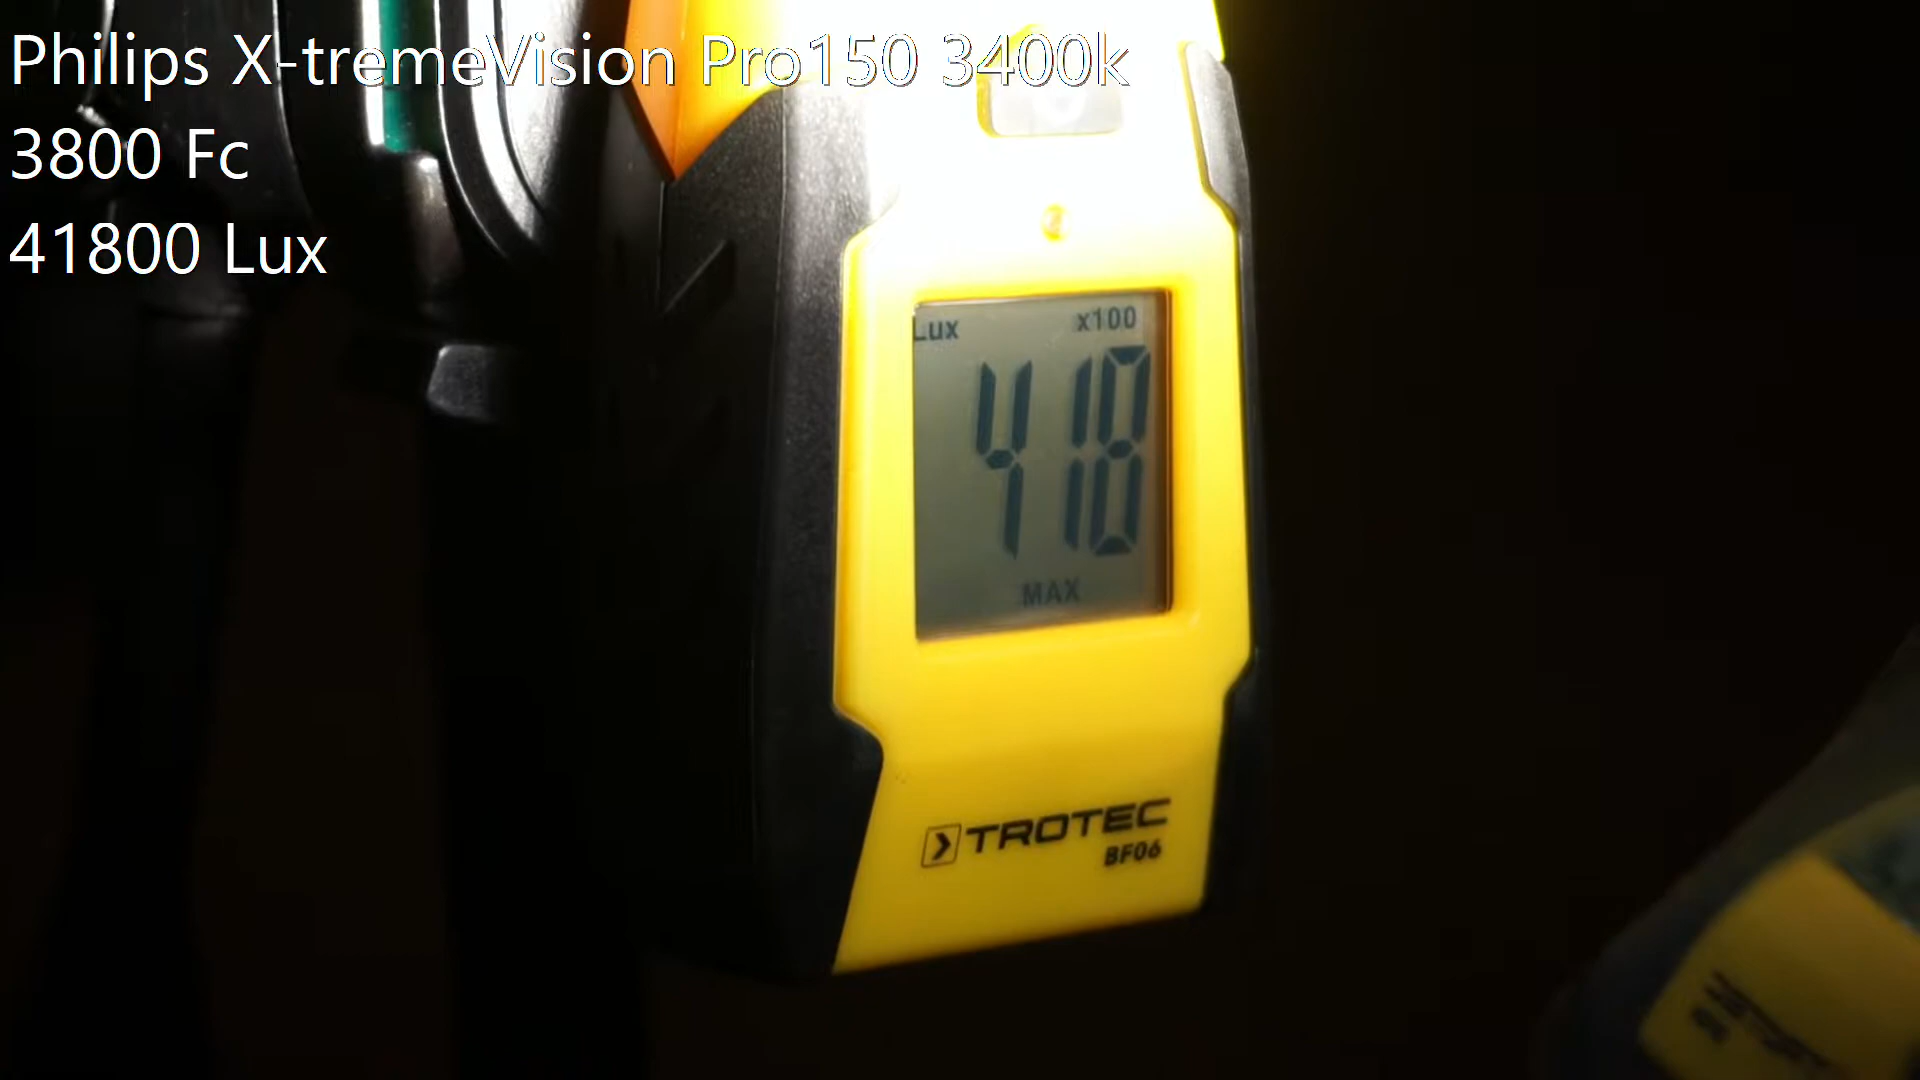 Philips X-tremeVision Pro150 3400k
3800 Fc
41800 Lux
Lux x100
418
MAX
TROTEC
BF06